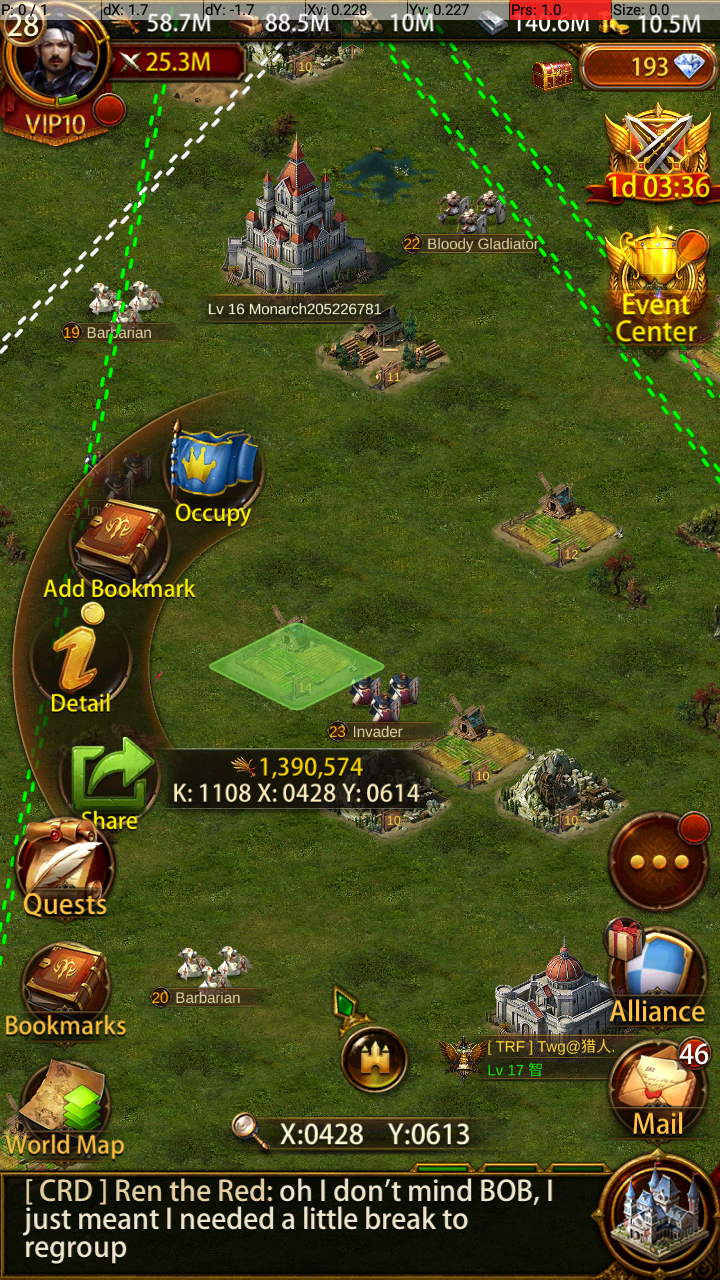 P: 0 / 1 dX: 1.7 dY: -1.7 Xv: 0.228 Yv: 0.227 Prs: 1.0 Size: 0.0
28 58.7M 88.5M 10M 140.6M 10.5M
25.3M 193
10
VIP10
1d 03:36
22 Bloody Gladiator
Lv 16 Monarch205226781
Event
Center
19 Barbarian
11
Occupy
12
Add Bookmark
14
Detail
23 Invader
1,390,574
10
K: 1108 X: 0428 Y: 0614
Share
10
10
Quests
20 Barbarian
Alliance
Bookmarks
[ TRF ] Twg@猎人.
Lv 17 智
46
Mail
X:0428 Y:0613
World Map
[ CRD ] Ren the Red: oh I don't mind BOB, I
just meant I needed a little break to
regroup